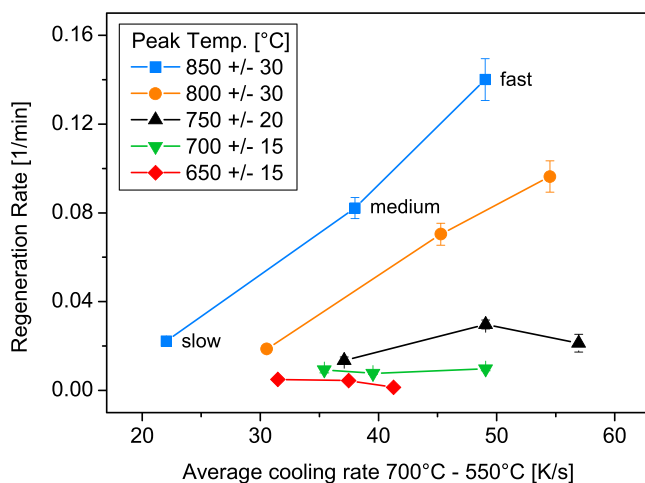 Peak Temp. [°C]
850 +/- 30
800 +/- 30
750 +/- 20
700 +/- 15
650 +/- 15
fast
medium
slow
0.16
0.12
0.08
0.04
0.00
Regeneration Rate [1/min]
20 30 40 50 60
Average cooling rate 700°C - 550°C [K/s]